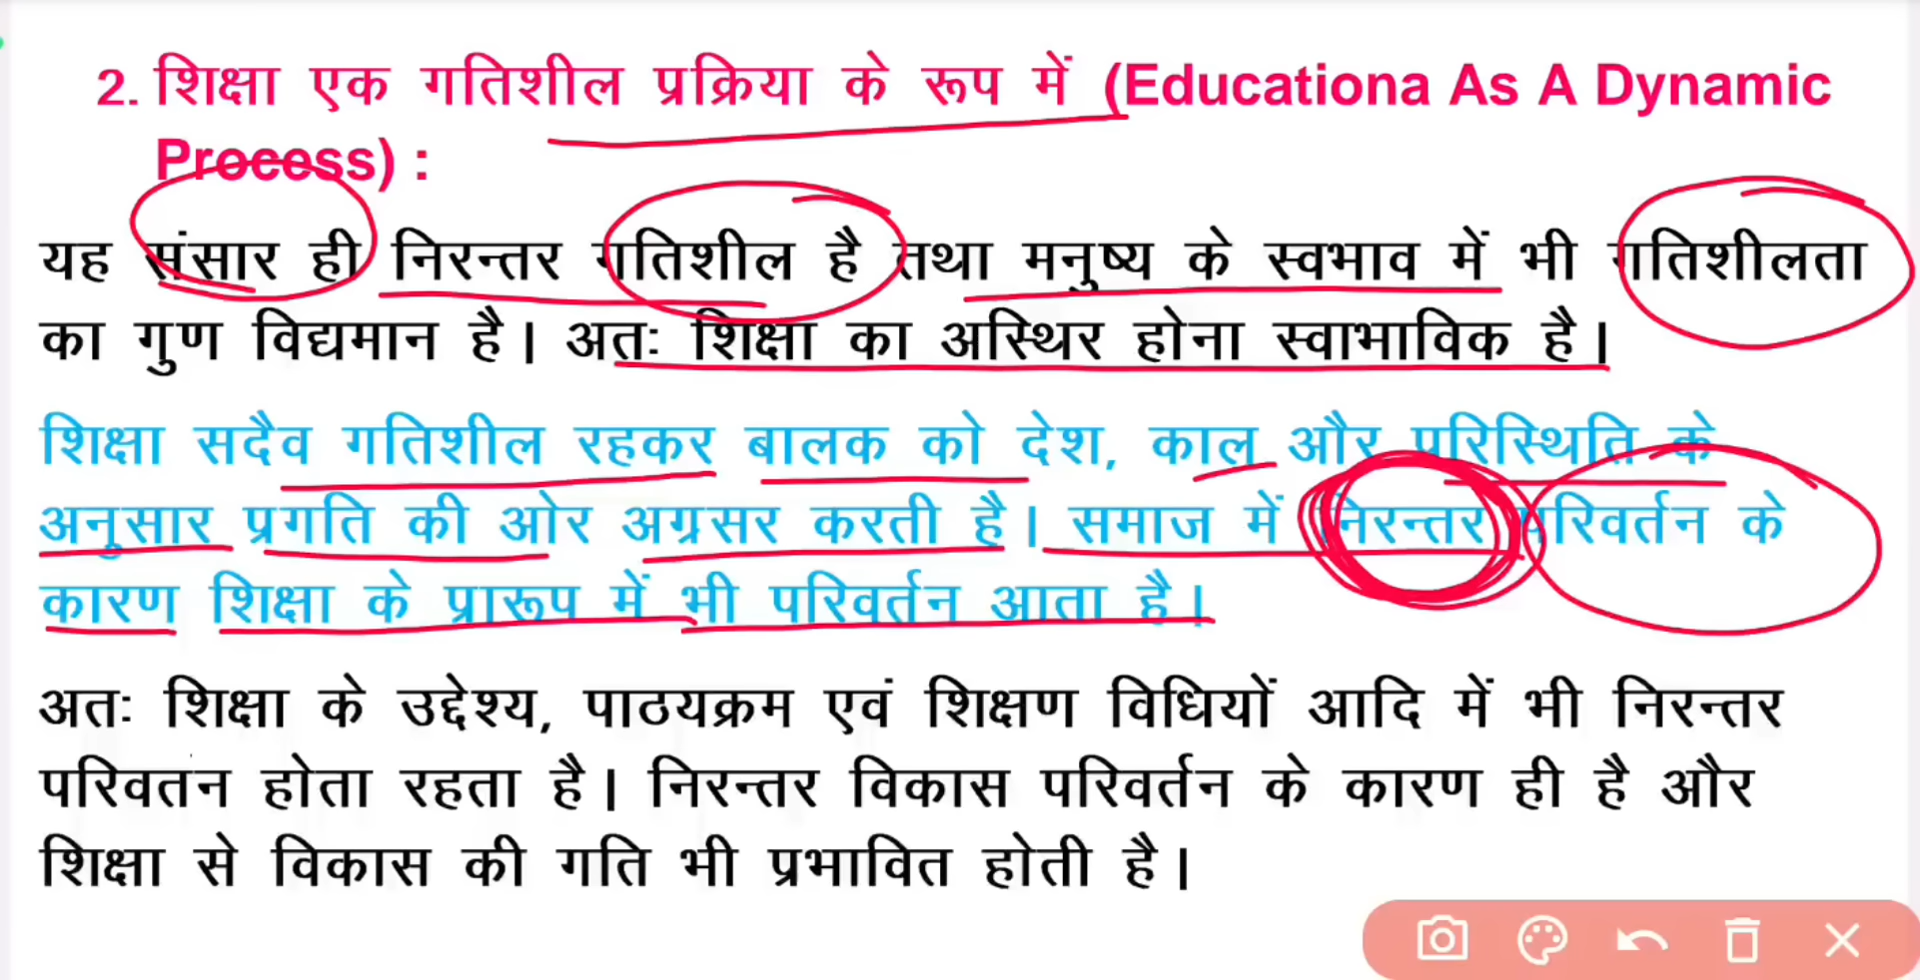 2. शिक्षा एक गतिशील प्रक्रिया के रूप में (Educationa As A Dynamic
Process) :
यह संसार ही निरन्तर गतिशील है तथा मनुष्य के स्वभाव में भी गतिशीलता
का गुण विद्यमान है। अतः शिक्षा का अस्थिर होना स्वाभाविक है।
शिक्षा सदैव गतिशील रहकर बालक को देश, काल और परिस्थिति के
अनुसार प्रगति की ओर अग्रसर करती है। समाज में निरन्तर परिवर्तन के
कारण शिक्षा के प्रारूप में भी परिवर्तन आता है।
अतः शिक्षा के उद्देश्य, पाठयक्रम एवं शिक्षण विधियों आदि में भी निरन्तर
परिवतन होता रहता है। निरन्तर विकास परिवर्तन के कारण ही है और
शिक्षा से विकास की गति भी प्रभावित होती है।